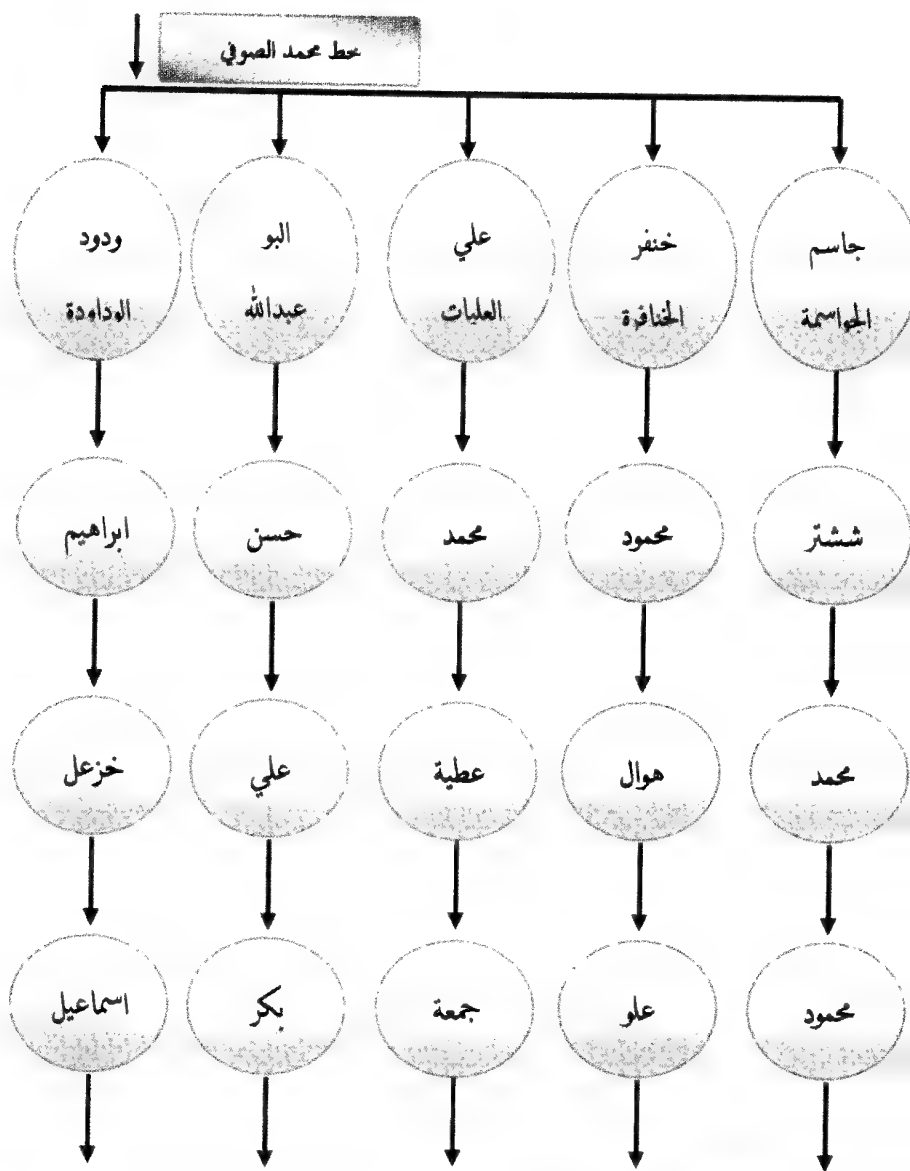 خط محمد الصوفي
جاسم
الجواسمة
خنفر
الخنافرة
علي
العليات
البو
عبدالله
ودود
الوداودة
ششتر
محمود
محمد
حسن
ابراهيم
محمد
هوال
عطية
علي
خزعل
محمود
علو
جمعة
بكر
اسماعيل